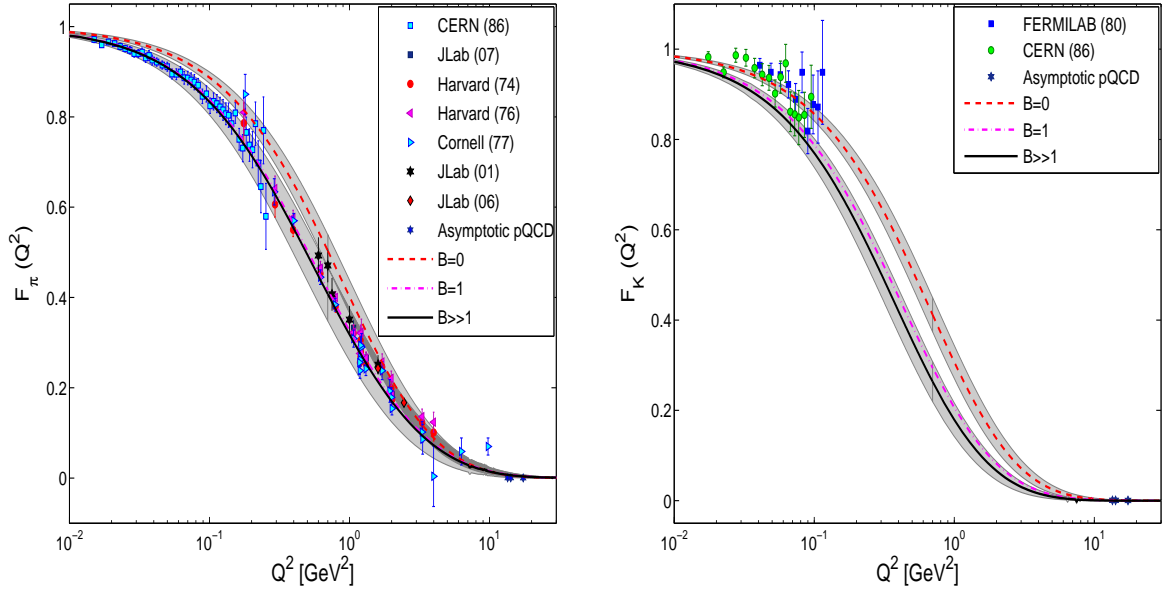 CERN (86)
JLab (07)
Harvard (74)
Harvard (76)
Cornell (77)
JLab (01)
JLab (06)
Asymptotic pQCD
B=0
B=1
B>>1
1
0.8
0.6
0.4
0.2
0
F_π (Q^2)
10^-2
10^-1
10^0
10^1
Q^2 [GeV^2]
FERMILAB (80)
CERN (86)
Asymptotic pQCD
B=0
B=1
B>>1
1
0.8
0.6
0.4
0.2
0
F_K (Q^2)
10^-2
10^-1
10^0
10^1
Q^2 [GeV^2]